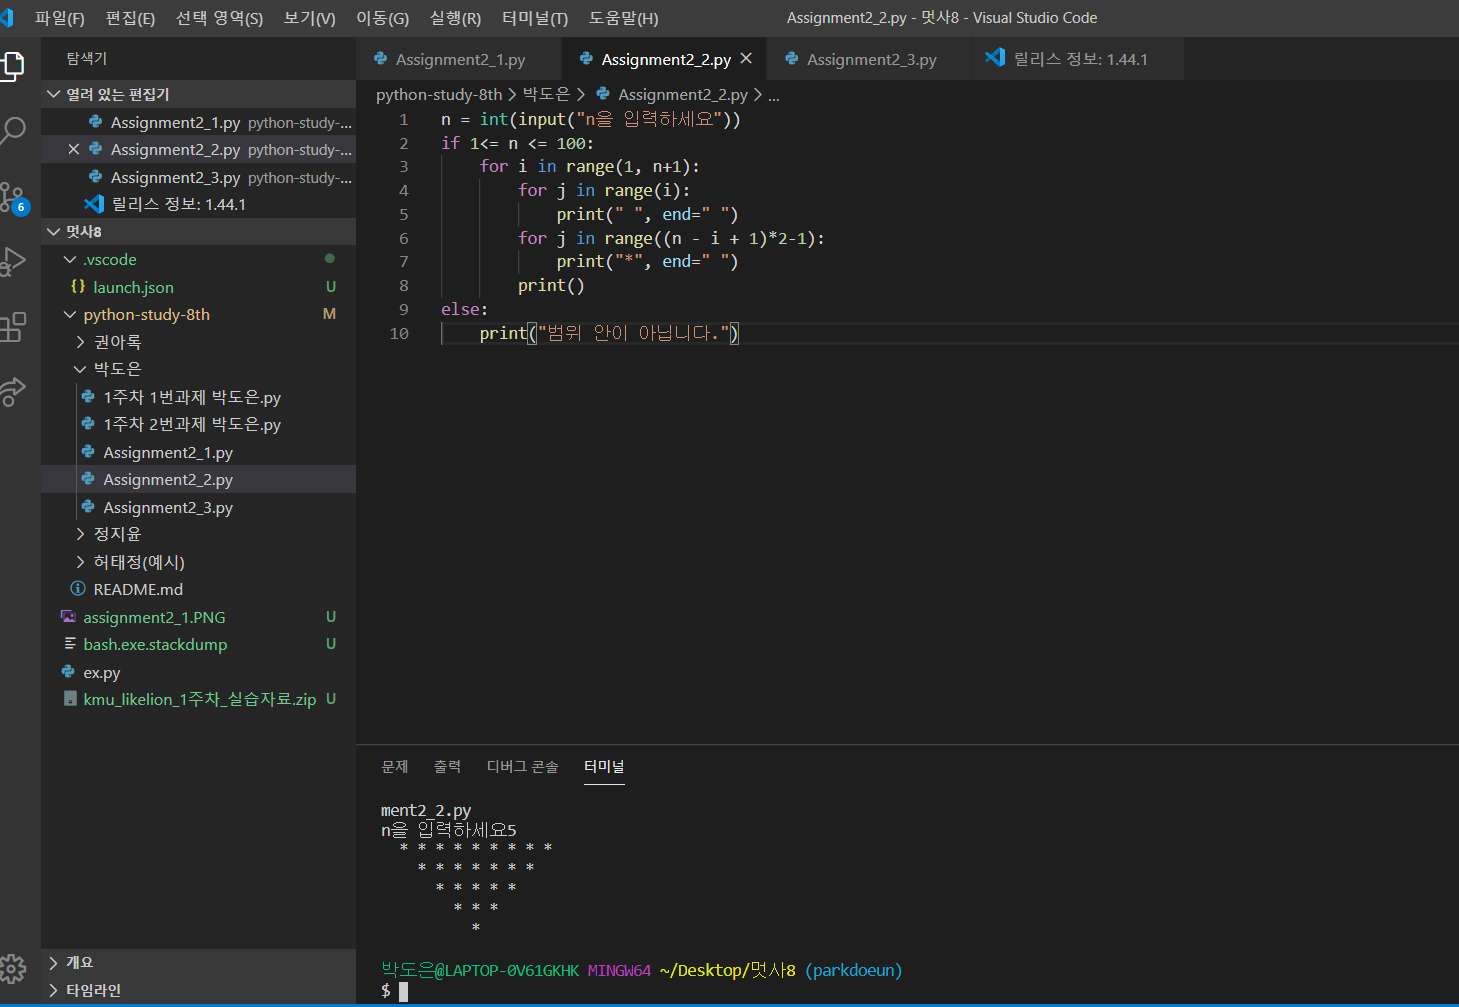 파일(F) 편집(E) 선택 영역(S) 보기(V) 이동(G) 실행(R) 터미널(T) 도움말(H) Assignment2_2.py - 멋사8 - Visual Studio Code
탐색기
열려 있는 편집기
Assignment2_1.py python-study-...
Assignment2_2.py python-study-...
Assignment2_3.py python-study-...
릴리스 정보: 1.44.1
6
멋사8
.vscode
launch.json U
python-study-8th M
권아록
박도은
1주차 1번과제 박도은.py
1주차 2번과제 박도은.py
Assignment2_1.py
Assignment2_2.py
Assignment2_3.py
정지윤
허태정(예시)
README.md
assignment2_1.PNG U
bash.exe.stackdump U
ex.py
kmu_likelion_1주차_실습자료.zip U
개요
타임라인
Assignment2_1.py Assignment2_2.py Assignment2_3.py 릴리스 정보: 1.44.1
python-study-8th > 박도은 > Assignment2_2.py > ...
1 n = int(input("n을 입력하세요"))
2 if 1<= n <= 100:
3 for i in range(1, n+1):
4 for j in range(i):
5 print(" ", end=" ")
6 for j in range((n - i + 1)*2-1):
7 print("*", end=" ")
8 print()
9 else:
10 print("범위 안이 아닙니다.")
문제 출력 디버그 콘솔 터미널
ment2_2.py
n을 입력하세요5
* * * * * * * * *
* * * * * * *
* * * * *
* * *
*
박도은@LAPTOP-0V61GKHK MINGW64 ~/Desktop/멋사8 (parkdoeun)
$